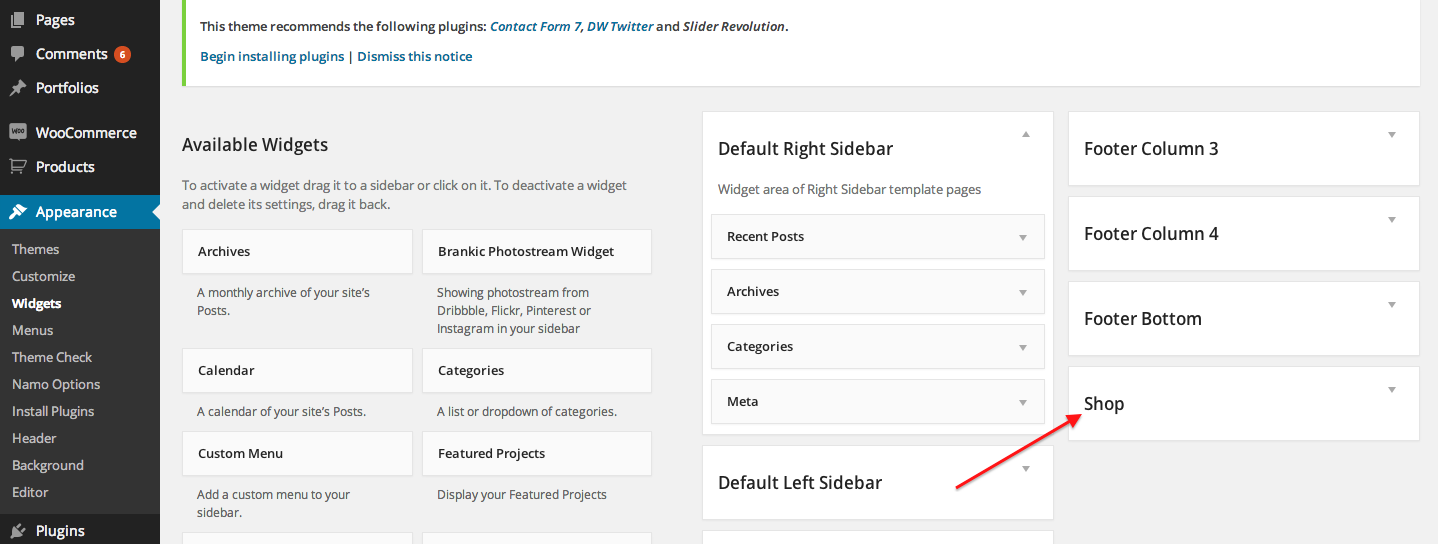 Pages
Comments 6
Portfolios
WooCommerce
Products
Appearance
Themes
Customize
Widgets
Menus
Theme Check
Namo Options
Install Plugins
Header
Background
Editor
Plugins
This theme recommends the following plugins: Contact Form 7, DW Twitter and Slider Revolution.
Begin installing plugins | Dismiss this notice
Available Widgets
To activate a widget drag it to a sidebar or click on it. To deactivate a widget
and delete its settings, drag it back.
Archives
A monthly archive of your site's
Posts.
Brankic Photostream Widget
Showing photostream from
Dribbble, Flickr, Pinterest or
Instagram in your sidebar
Calendar
A calendar of your site's Posts.
Categories
A list or dropdown of categories.
Custom Menu
Add a custom menu to your
sidebar.
Featured Projects
Display your Featured Projects
Default Right Sidebar
Widget area of Right Sidebar template pages
Recent Posts
Archives
Categories
Meta
Default Left Sidebar
Footer Column 3
Footer Column 4
Footer Bottom
Shop